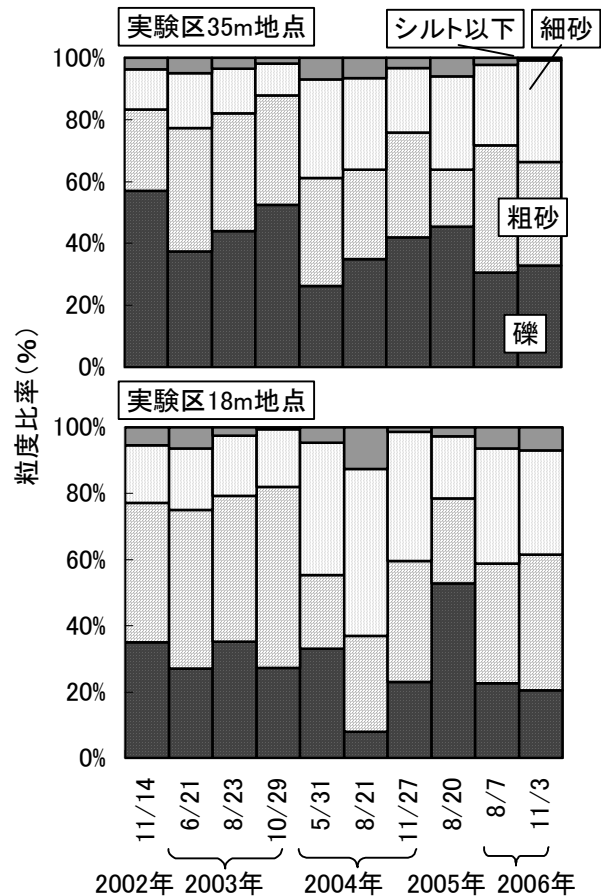 実験区35m地点
シルト以下
細砂
100%
80%
60%
40%
20%
0%
粗砂
礫
粒度比率(%)
実験区18m地点
100%
80%
60%
40%
20%
0%
11/14
6/21
8/23
10/29
5/31
8/21
11/27
8/20
8/7
11/3
2002年 2003年 2004年 2005年 2006年